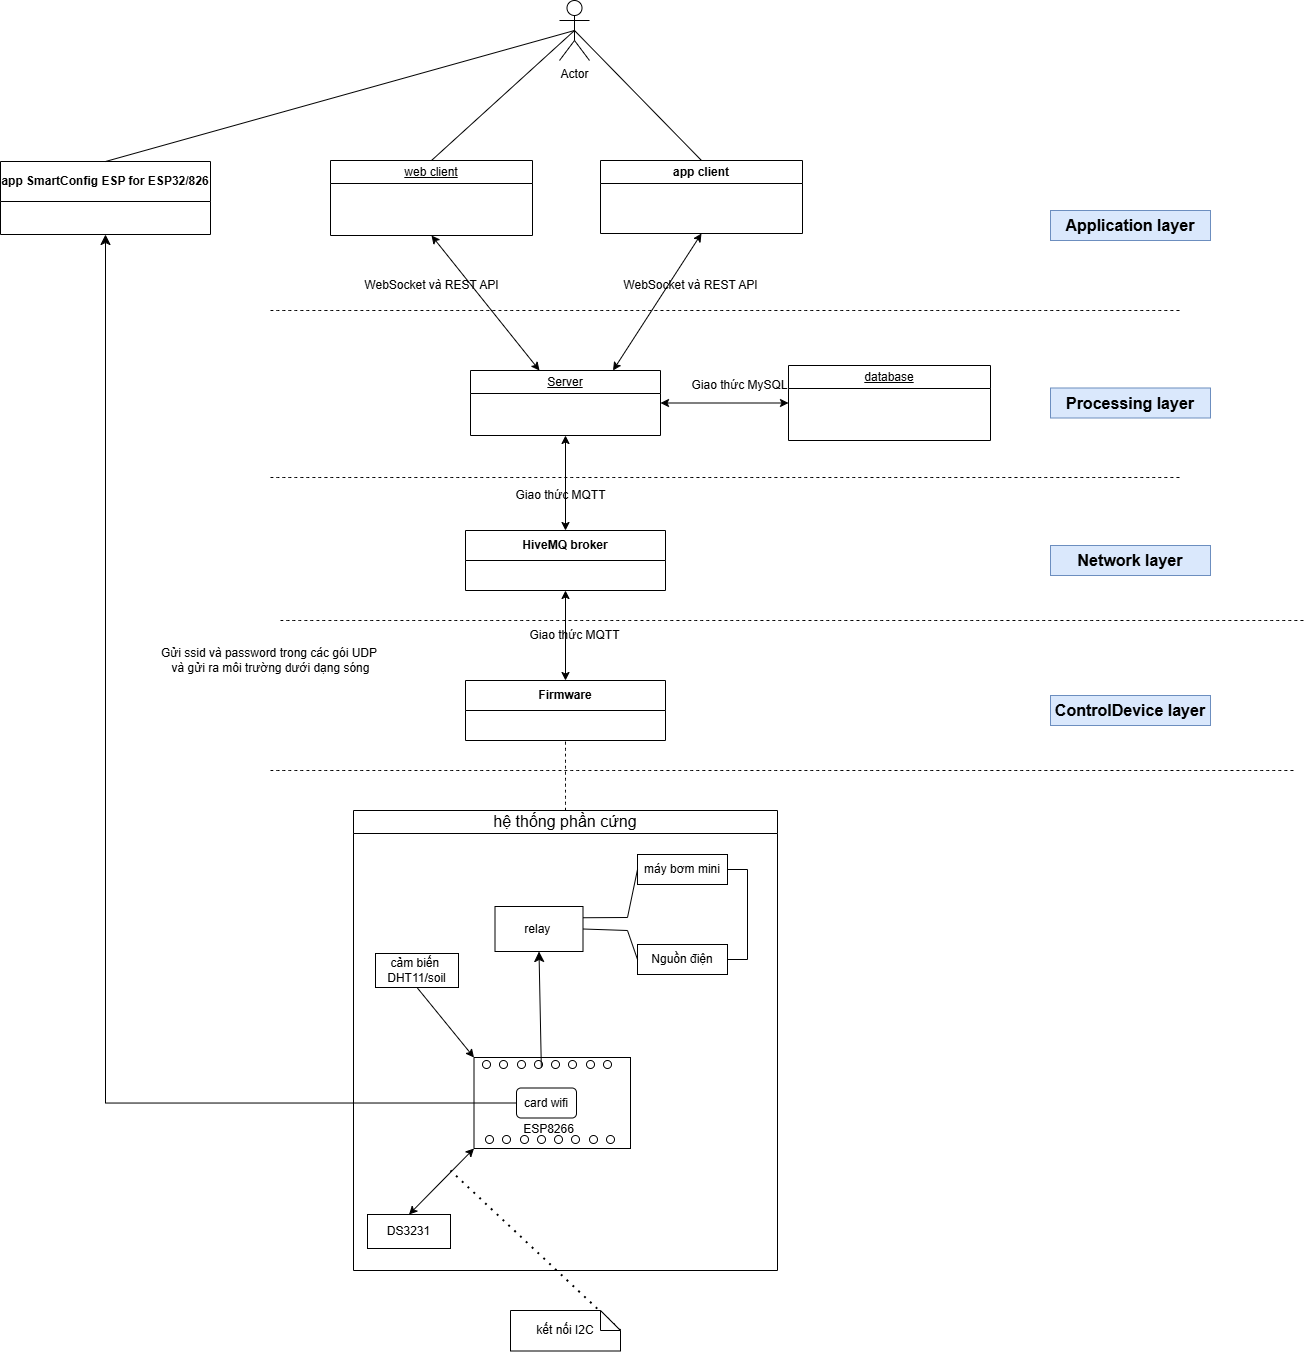 Actor
app SmartConfig ESP for ESP32/826
web client
app client
Application layer
WebSocket và REST API
WebSocket và REST API
Server
Giao thức MySQL
database
Processing layer
Giao thức MQTT
HiveMQ broker
Network layer
Giao thức MQTT
Gửi ssid và password trong các gói UDP
và gửi ra môi trường dưới dạng sóng
Firmware
ControlDevice layer
hệ thống phần cứng
máy bơm mini
relay
Nguồn điện
cảm biến
DHT11/soil
card wifi
ESP8266
DS3231
kết nối I2C